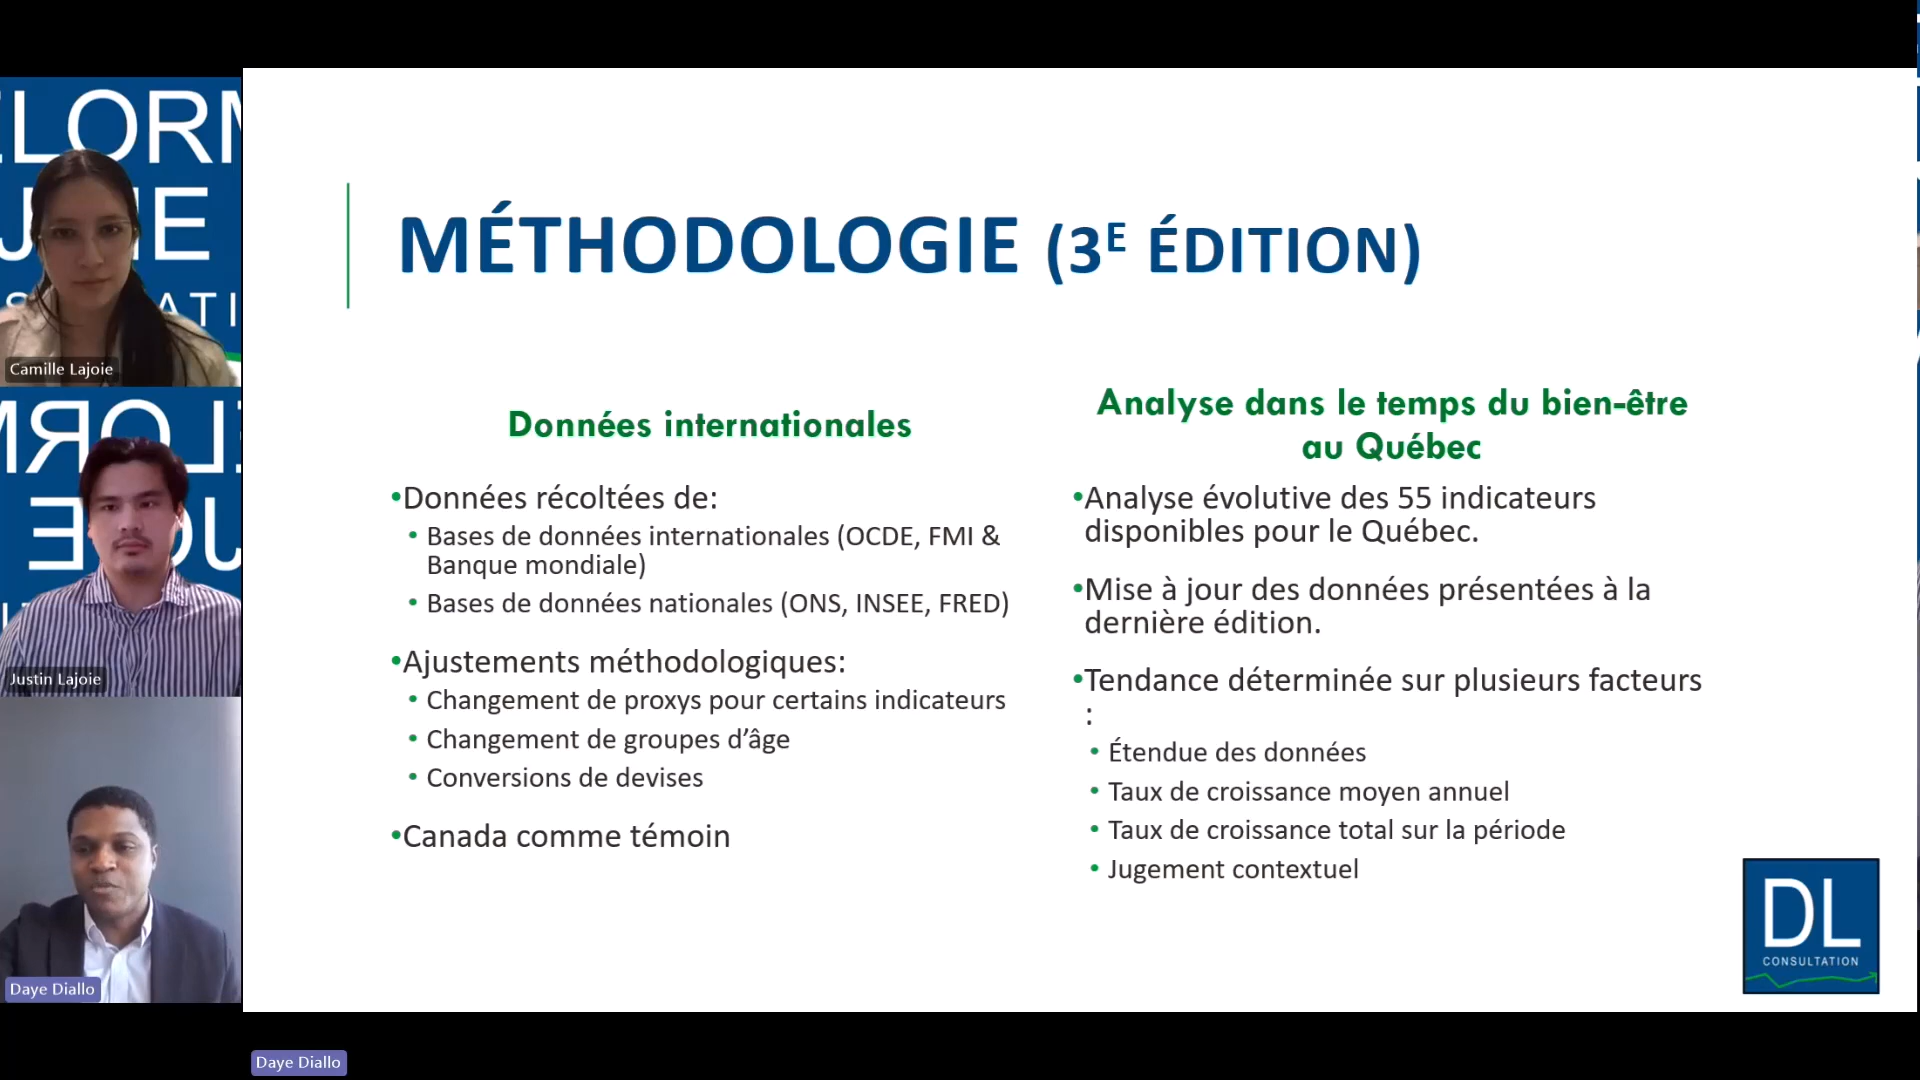 MÉTHODOLOGIE (3E ÉDITION)
Données internationales
•Données récoltées de:
• Bases de données internationales (OCDE, FMI &
Banque mondiale)
• Bases de données nationales (ONS, INSEE, FRED)
•Ajustements méthodologiques:
• Changement de proxys pour certains indicateurs
• Changement de groupes d’âge
• Conversions de devises
•Canada comme témoin
Analyse dans le temps du bien-être
au Québec
•Analyse évolutive des 55 indicateurs
disponibles pour le Québec.
•Mise à jour des données présentées à la
dernière édition.
•Tendance déterminée sur plusieurs facteurs
:
• Étendue des données
• Taux de croissance moyen annuel
• Taux de croissance total sur la période
• Jugement contextuel
DL
CONSULTATION
Camille Lajoie
Justin Lajoie
Daye Diallo
Daye Diallo